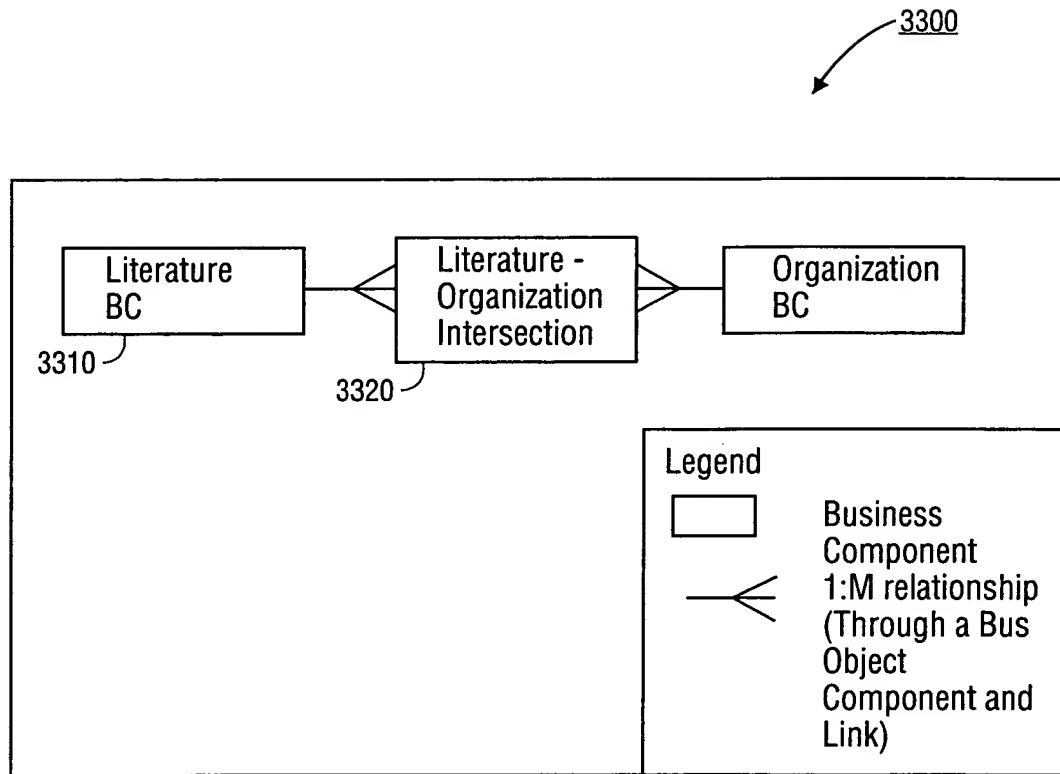 3300
Literature
BC
3310
Literature -
Organization
Intersection
3320
Organization
BC
Legend
Business
Component
1:M relationship
(Through a Bus
Object
Component and
Link)